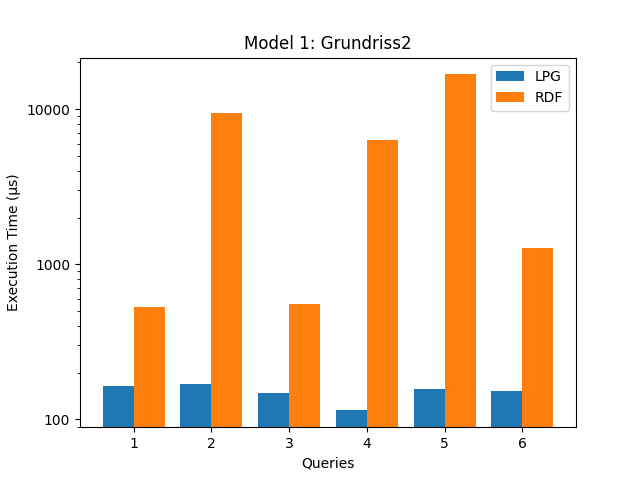 Model 1: Grundriss2
LPG
RDF
Execution Time (µs)
10000
1000
100
1 2 3 4 5 6
Queries